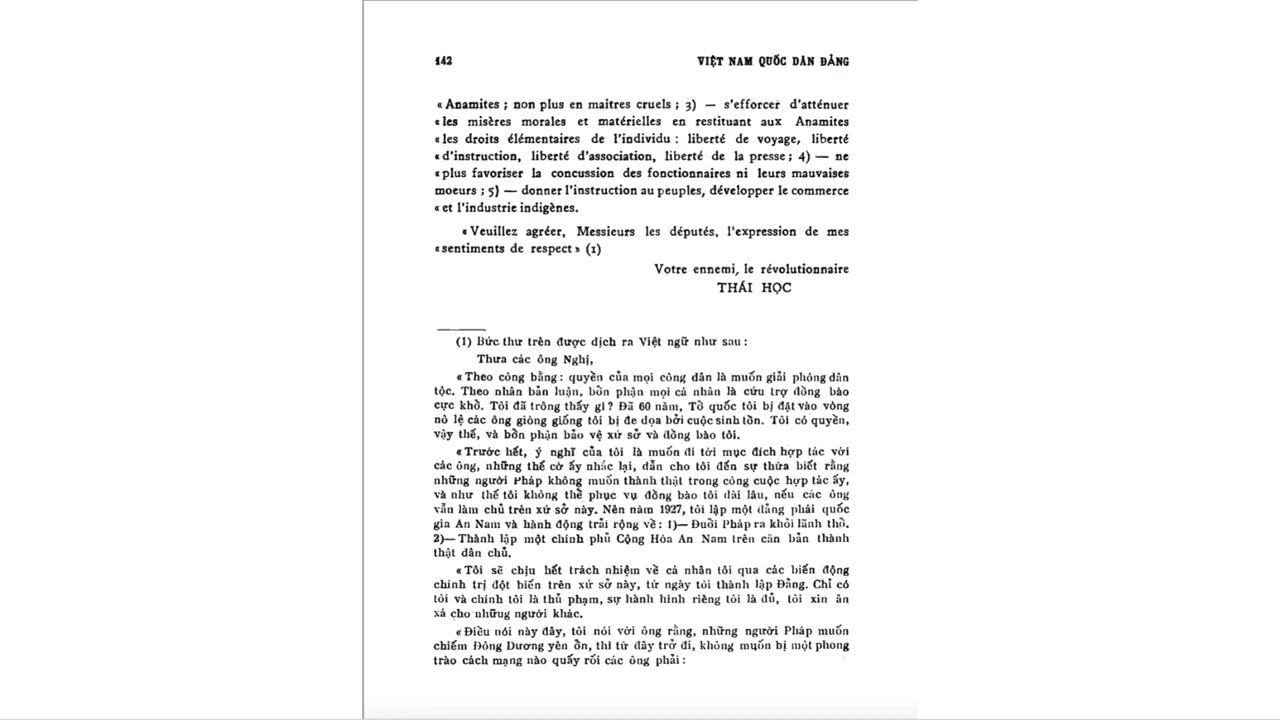 142 VIỆT NAM QUỐC DÂN ĐẢNG
« Anamites ; non plus en maitres cruels ; 3) — s'efforcer d'atténuer
« les misères morales et matérielles en restituant aux Anamites
« les droits élémentaires de l'individu : liberté de voyage, liberté
« d'instruction, liberté d'association, liberté de la presse ; 4) — ne
« plus favoriser la concussion des fonctionnaires ni leurs mauvaises
moeurs ; 5) — donner l'instruction au peuples, développer le commerce
« et l'industrie indigènes.
« Veuillez agréer, Messieurs les députés, l'expression de mes
« sentiments de respect » (1)
Votre ennemi, le révolutionnaire
THÁI HỌC
(1) Bức thư trên được dịch ra Việt ngữ như sau :
Thưa các ông Nghị,
« Theo công bằng : quyền của mọi công dân là muốn giải phóng dân
tộc. Theo nhân bản luận, bồn phận mọi cá nhân là cứu trợ đồng bào
cực khổ. Tôi đã trông thấy gì ? Đã 60 năm, Tổ quốc tôi bị đặt vào vòng
nô lệ các ông giòng giống tôi bị đe dọa bởi cuộc sinh tồn. Tôi có quyền,
vậy thế, và bổn phận bảo vệ xứ sở và đồng bào tôi.
« Trước hết, ý nghĩ của tôi là muốn đi tới mục đích hợp tác với
các ông, những thế cờ ấy nhắc lại, dẫn cho tôi đến sự thừa biết rằng
những người Pháp không muốn thành thật trong công cuộc hợp tác ấy,
và như thế tôi không thể phục vụ đồng bào tôi dài lâu, nếu các ông
vẫn làm chủ trên xứ sở này. Nên năm 1927, tôi lập một đảng phái quốc
gia An Nam và hành động trải rộng về : 1)— Đuổi Pháp ra khỏi lãnh thổ.
2)— Thành lập một chính phủ Cộng Hòa An Nam trên căn bản thành
thật dân chủ.
« Tôi sẽ chịu hết trách nhiệm về cá nhân tôi qua các biến động
chính trị đột biến trên xứ sở này, từ ngày tôi thành lập Đảng. Chỉ có
tôi và chính tôi là thủ phạm, sự hành hình riêng tôi là đủ, tôi xin ân
xá cho nhữug người khác.
« Điều nói này đây, tôi nói với ông rằng, những người Pháp muốn
chiếm Đông Dương yên ổn, thì từ đây trở đi, không muốn bị một phong
trào cách mạng nào quấy rối các ông phải :